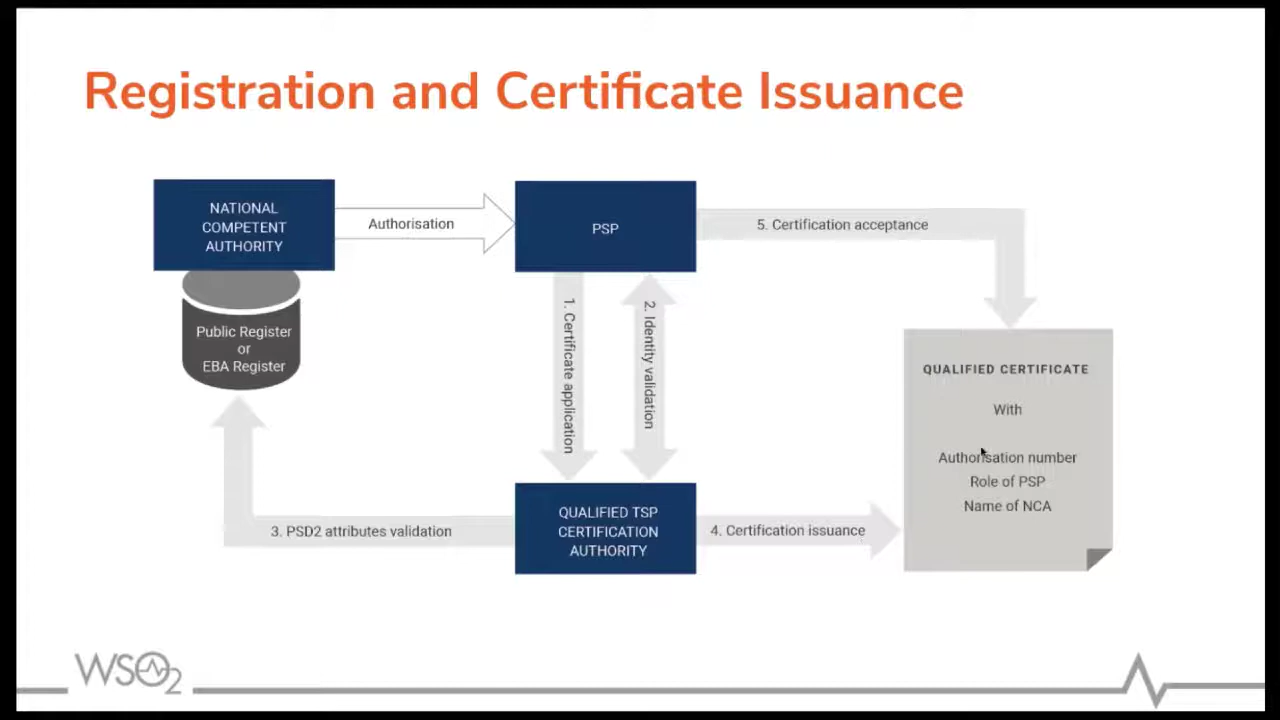 Registration and Certificate Issuance
NATIONAL
COMPETENT
AUTHORITY
Authorisation
PSP
5. Certification acceptance
Public Register
or
EBA Register
1. Certificate application
2. Identity validation
QUALIFIED CERTIFICATE
With
Authorisation number
Role of PSP
Name of NCA
3. PSD2 attributes validation
QUALIFIED TSP
CERTIFICATION
AUTHORITY
4. Certification issuance
WSO2